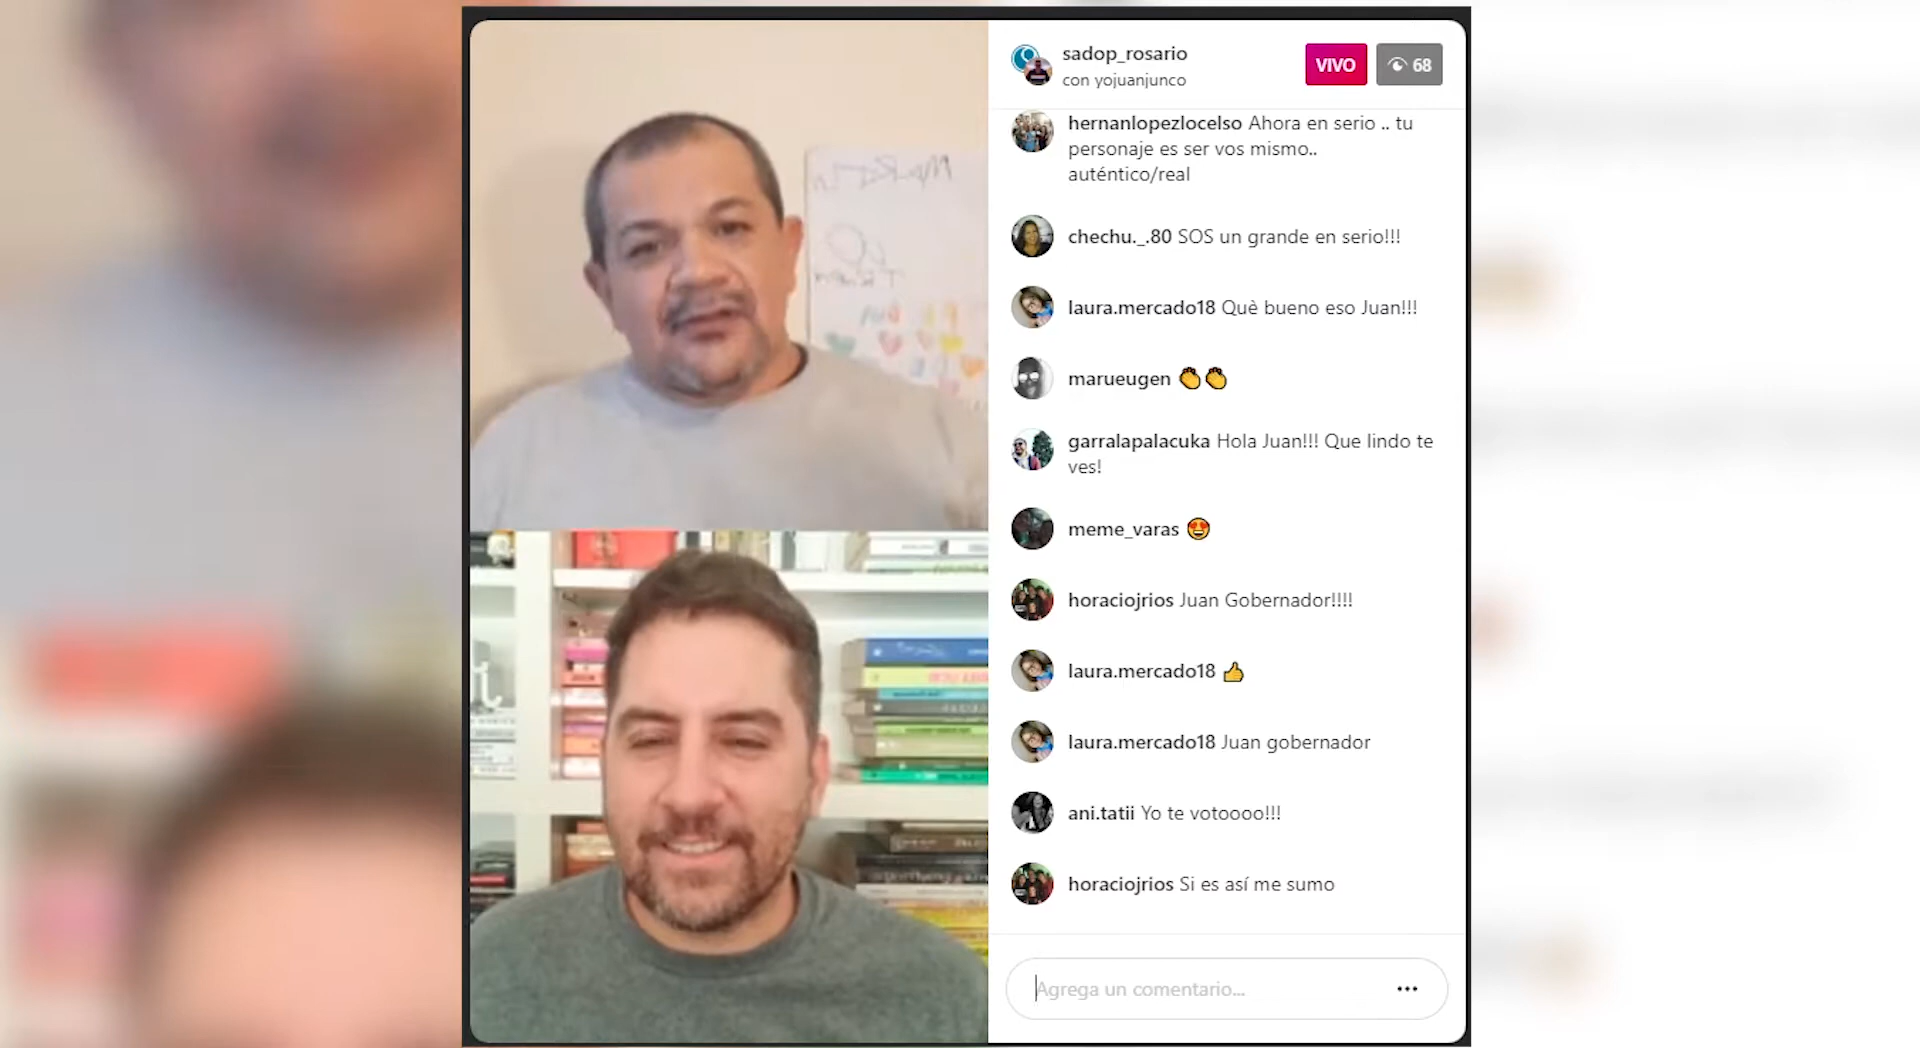 sadop_rosario
con yojuanjunco
VIVO
68
hernanlopezlocelso Ahora en serio .. tu
personaje es ser vos mismo..
auténtico/real
chechu._.80 SOS un grande en serio!!!
laura.mercado18 Què bueno eso Juan!!!
marueugen 👏👏
garralapalacuka Hola Juan!!! Que lindo te
ves!
meme_varas 😍
horaciojrios Juan Gobernador!!!!
laura.mercado18 👍
laura.mercado18 Juan gobernador
ani.tatii Yo te votoooo!!!
horaciojrios Si es así me sumo
Agrega un comentario...